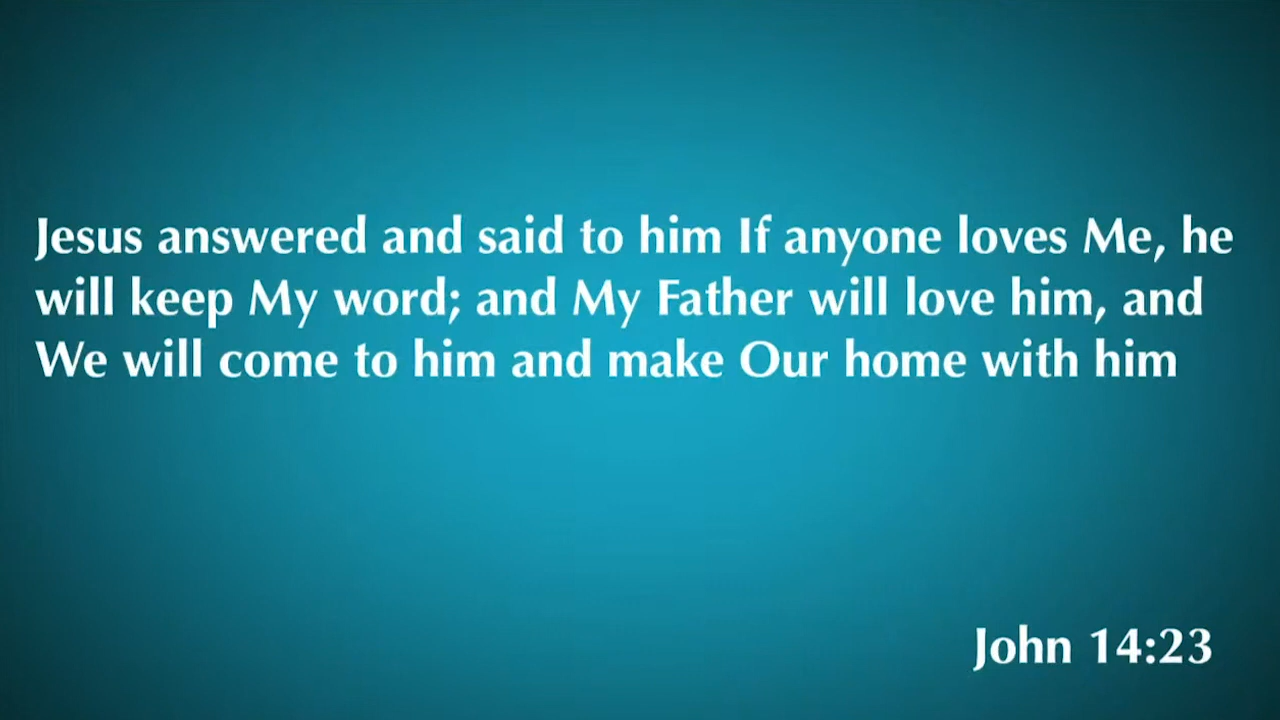 Jesus answered and said to him If anyone loves Me, he
will keep My word; and My Father will love him, and
We will come to him and make Our home with him
John 14:23